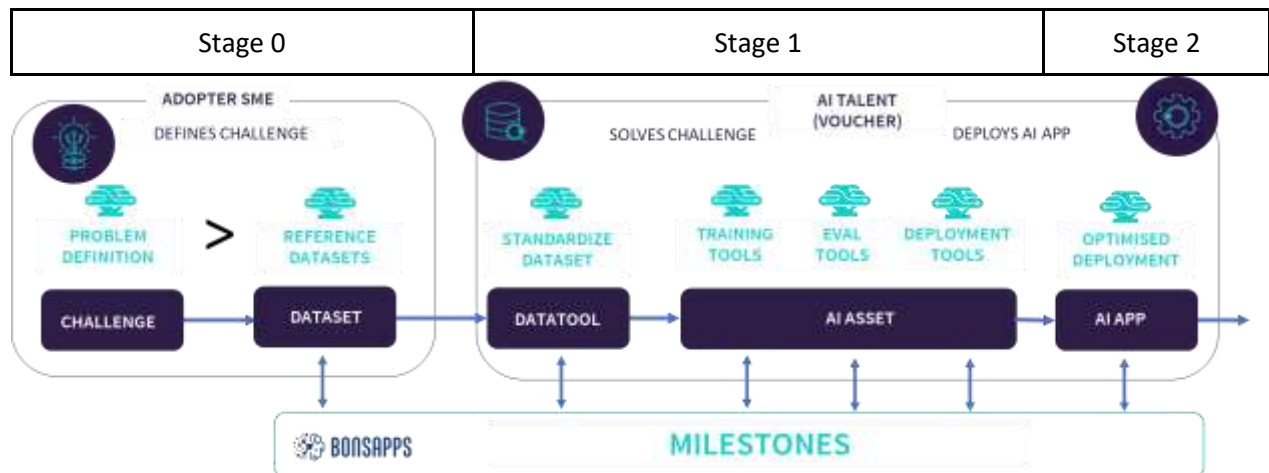 Stage 0
Stage 1
Stage 2
ADOPTER SME
DEFINES CHALLENGE
AI TALENT
(VOUCHER)
SOLVES CHALLENGE
DEPLOYS AI APP
PROBLEM
DEFINITION
>
REFERENCE
DATASETS
STANDARDIZE
DATASET
TRAINING
TOOLS
EVAL
TOOLS
DEPLOYMENT
TOOLS
OPTIMISED
DEPLOYMENT
CHALLENGE
DATASET
DATATOOL
AI ASSET
AI APP
BONSAPPS
MILESTONES